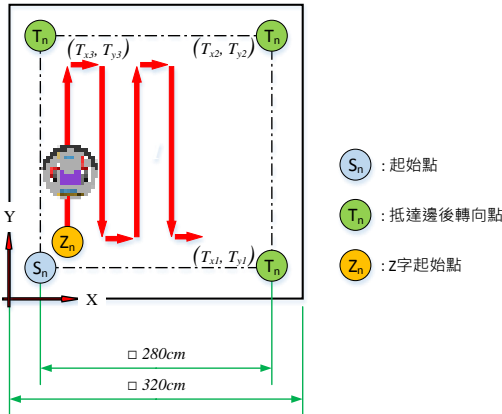 Tn
Tn
(Tx3, Ty3)
(Tx2, Ty2)
Sn : 起始點
Tn : 抵達邊後轉向點
Zn : Z字起始點
Y
Zn
(Tx1, Ty1)
Sn
Tn
X
□ 280cm
□ 320cm